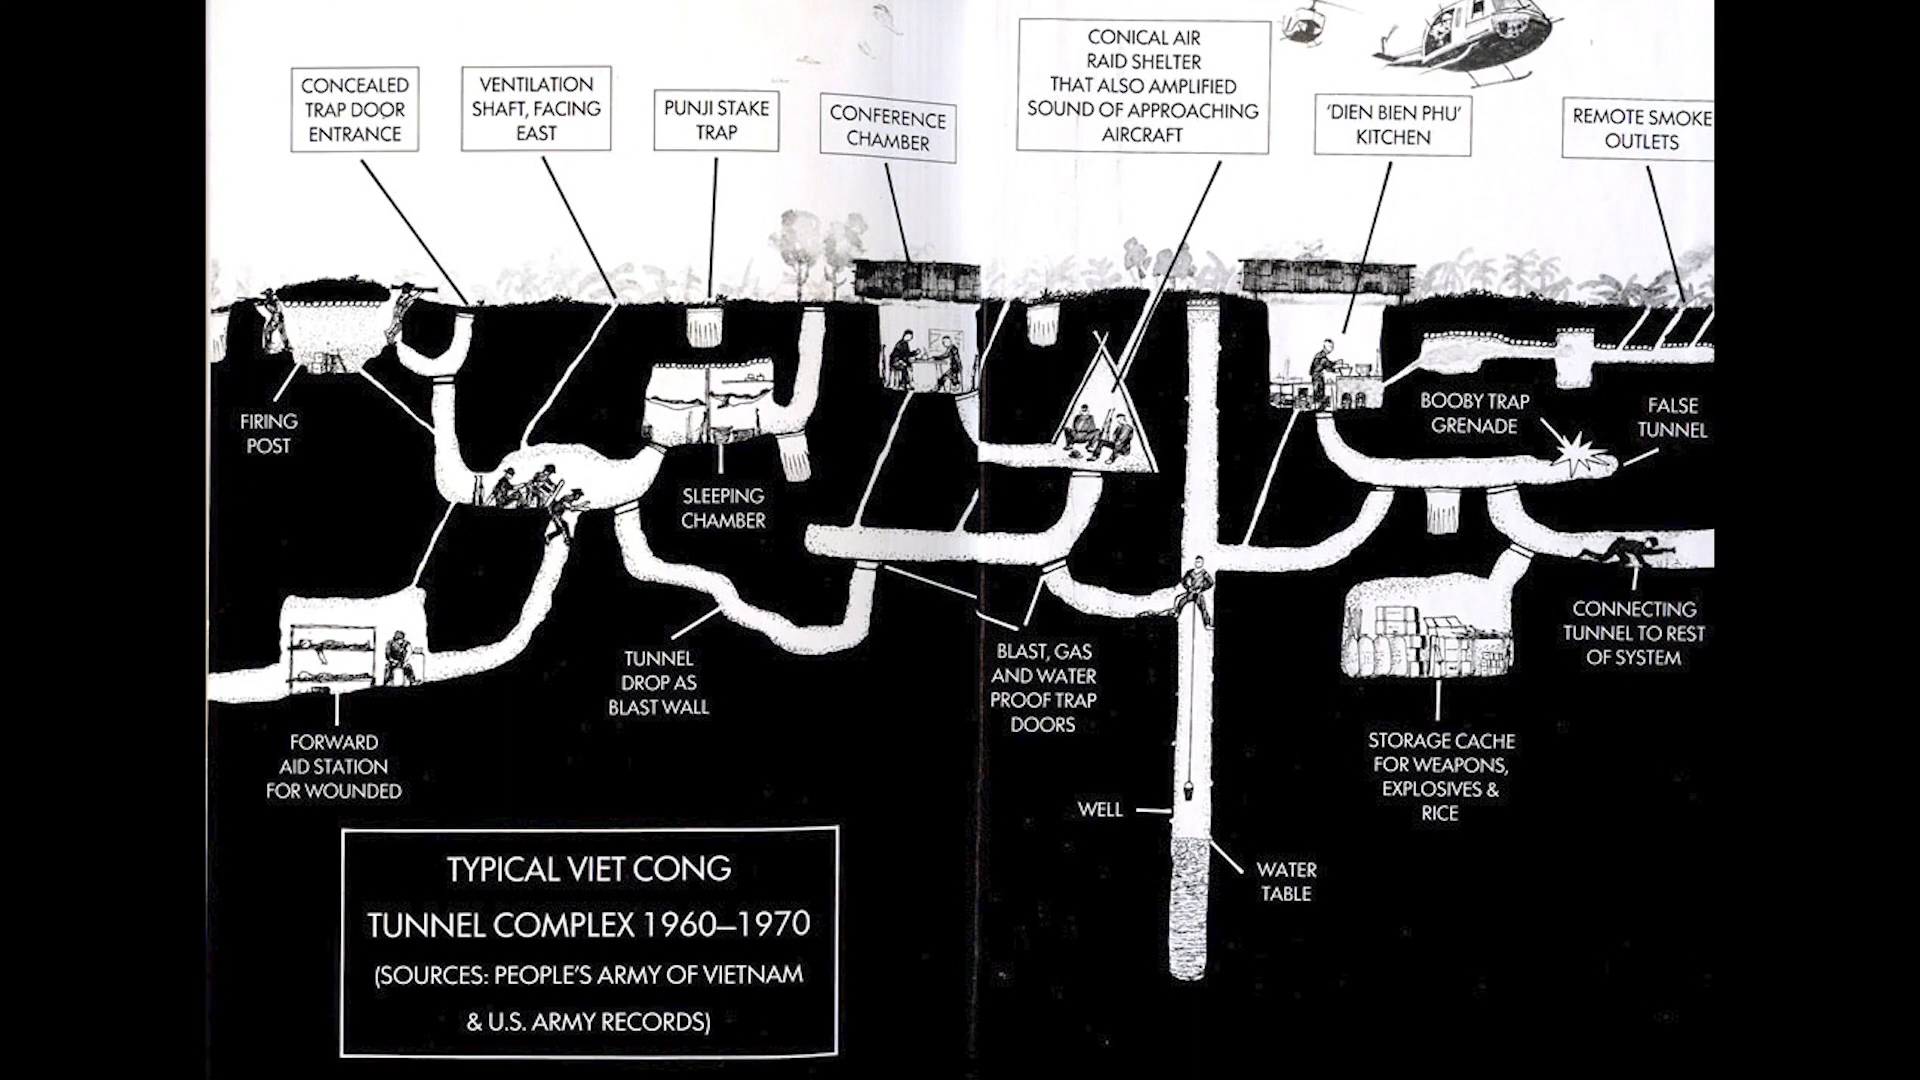 CONCEALED
TRAP DOOR
ENTRANCE
VENTILATION
SHAFT, FACING
EAST
PUNJI STAKE
TRAP
CONFERENCE
CHAMBER
CONICAL AIR
RAID SHELTER
THAT ALSO AMPLIFIED
SOUND OF APPROACHING
AIRCRAFT
'DIEN BIEN PHU'
KITCHEN
REMOTE SMOKE
OUTLETS
FIRING
POST
SLEEPING
CHAMBER
BOOBY TRAP
GRENADE
FALSE
TUNNEL
FORWARD
AID STATION
FOR WOUNDED
TUNNEL
DROP AS
BLAST WALL
BLAST, GAS
AND WATER
PROOF TRAP
DOORS
CONNECTING
TUNNEL TO REST
OF SYSTEM
STORAGE CACHE
FOR WEAPONS,
EXPLOSIVES &
RICE
WELL
WATER
TABLE
TYPICAL VIET CONG
TUNNEL COMPLEX 1960–1970
(SOURCES: PEOPLE'S ARMY OF VIETNAM
& U.S. ARMY RECORDS)